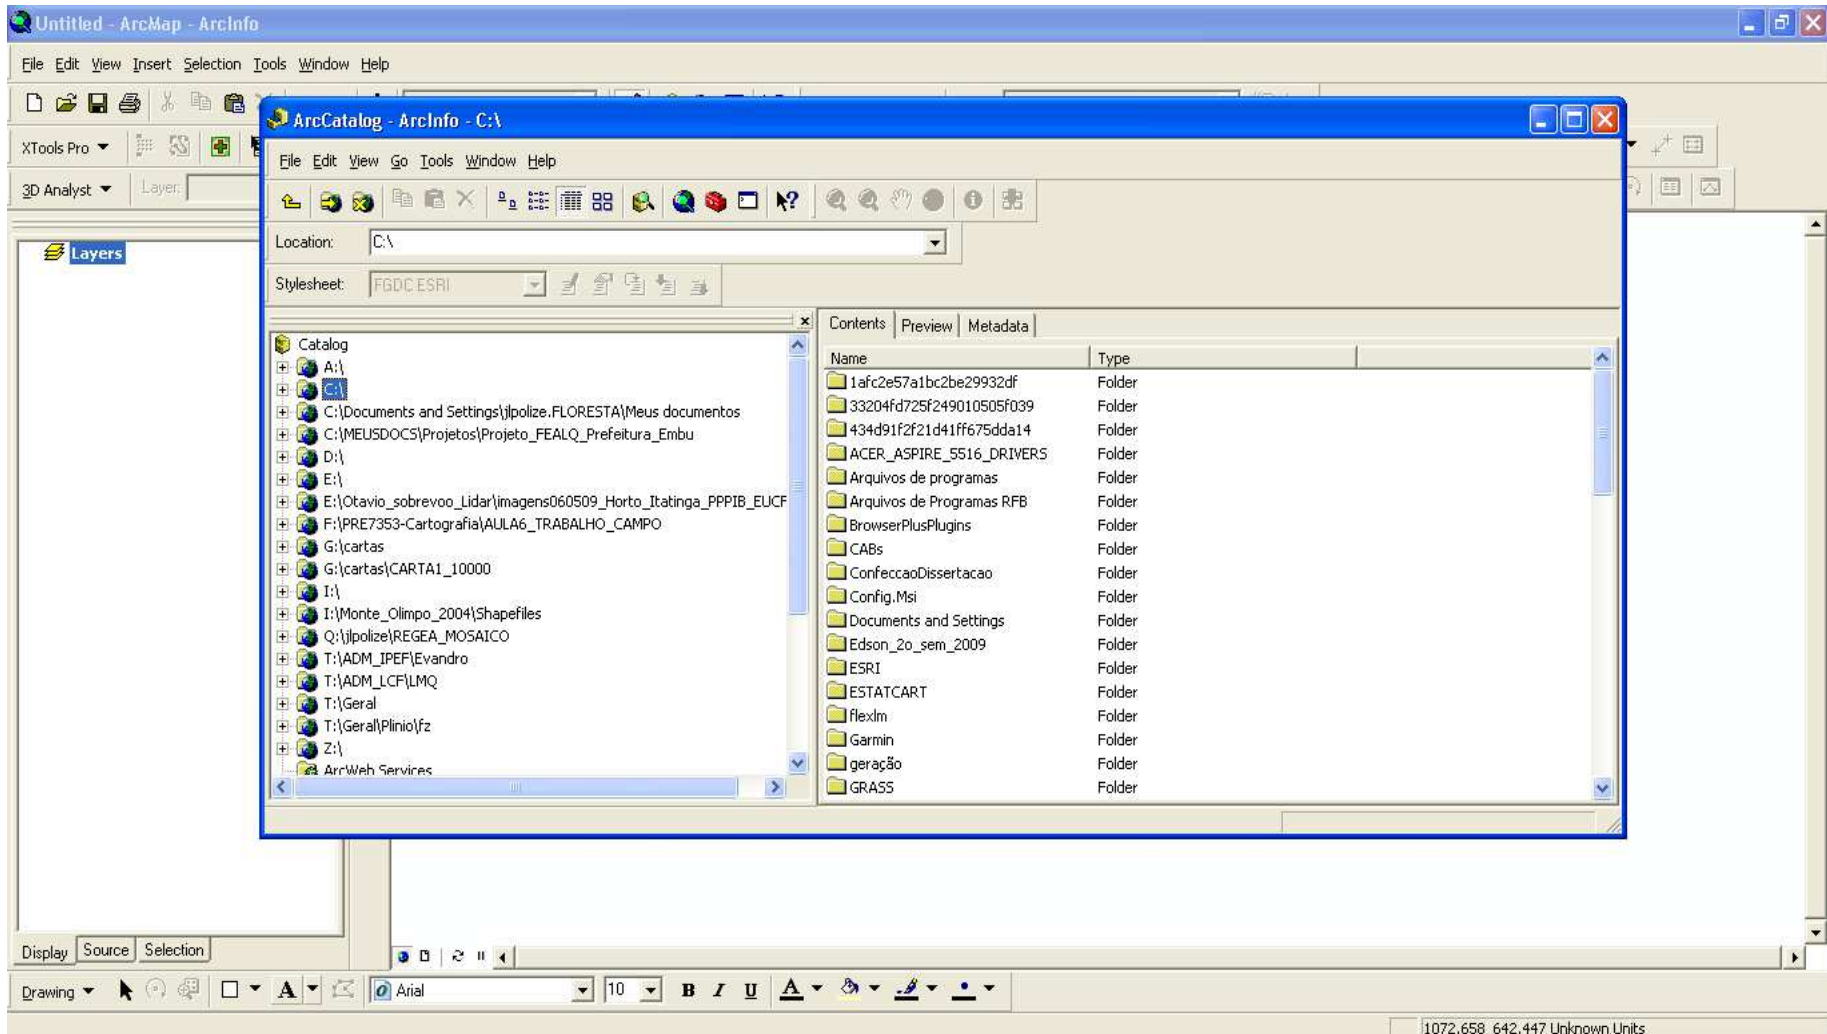 Untitled - ArcMap - ArcInfo
File Edit View Insert Selection Tools Window Help
XTools Pro
3D Analyst Layer:
Layers
ArcCatalog - ArcInfo - C:\
File Edit View Go Tools Window Help
Location: C:\
Stylesheet: FGDC ESRI
Catalog
A:\
C:\
C:\Documents and Settings\jlpolize.FLORESTA\Meus documentos
C:\MEUSDOCS\Projetos\Projeto_FEALQ_Prefeitura_Embu
D:\
E:\
E:\Otavio_sobrevoo_Lidar\imagens060509_Horto_Itatinga_PPPIB_EUCF
F:\PRE7353-Cartografia\AULA6_TRABALHO_CAMPO
G:\cartas
G:\cartas\CARTA1_10000
I:\
I:\Monte_Olimpo_2004\Shapefiles
Q:\jlpolize\REGEA_MOSAICO
T:\ADM_IPEF\Evandro
T:\ADM_LCF\LMQ
T:\Geral
T:\Geral\Plinio\fz
Z:\
ArcWeb Services
Contents Preview Metadata
Name Type
1afc2e57a1bc2be29932df Folder
33204fd725f249010505f039 Folder
434d91f2f21d41ff675dda14 Folder
ACER_ASPIRE_5516_DRIVERS Folder
Arquivos de programas Folder
Arquivos de Programas RFB Folder
BrowserPlusPlugins Folder
CABs Folder
ConfeccaoDissertacao Folder
Config.Msi Folder
Documents and Settings Folder
Edson_2o_sem_2009 Folder
ESRI Folder
ESTATCART Folder
flexlm Folder
Garmin Folder
geração Folder
GRASS Folder
Display Source Selection
Drawing A Arial 10 B I U A
1072,658 642,447 Unknown Units